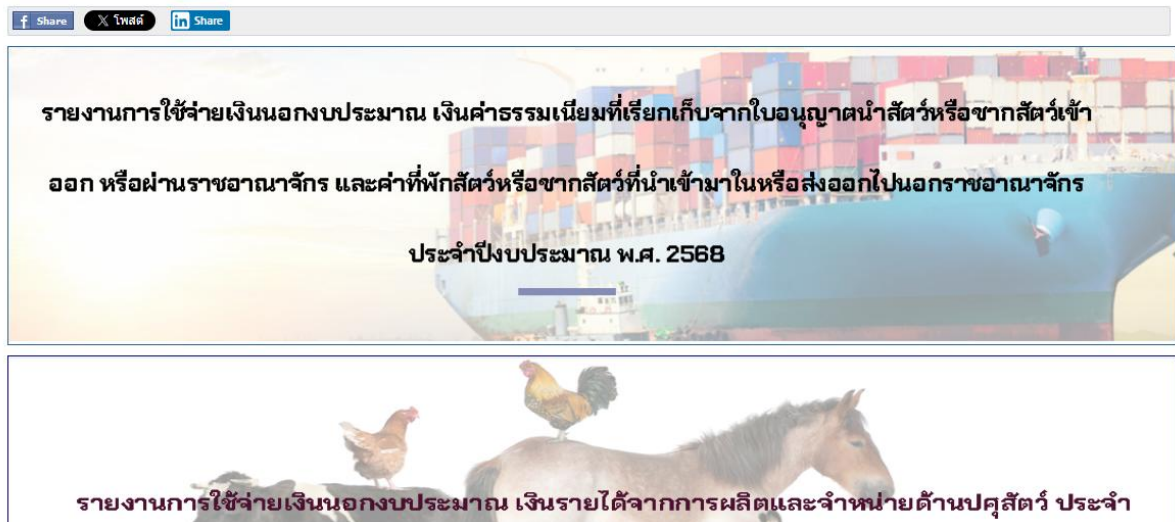 f Share X โพสต์ in Share
รายงานการใช้จ่ายเงินนอกงบประมาณ เงินค่าธรรมเนียมที่เรียกเก็บจากใบอนุญาตนำสัตว์หรือซากสัตว์เข้า
ออก หรือผ่านราชอาณาจักร และค่าที่พักสัตว์หรือซากสัตว์ที่นำเข้ามาในหรือส่งออกไปนอกราชอาณาจักร
ประจำปีงบประมาณ พ.ศ. 2568
รายงานการใช้จ่ายเงินนอกงบประมาณ เงินรายได้จากการผลิตและจำหน่ายด้านปศุสัตว์ ประจำ